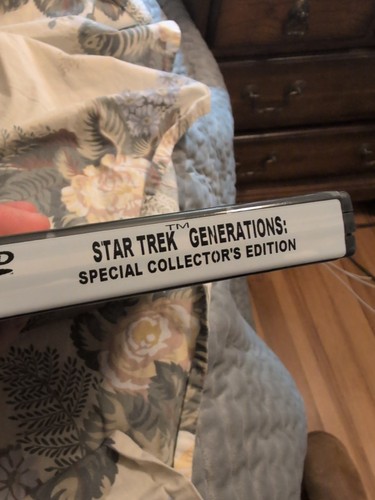 STAR TREK™ GENERATIONS:
SPECIAL COLLECTOR'S EDITION